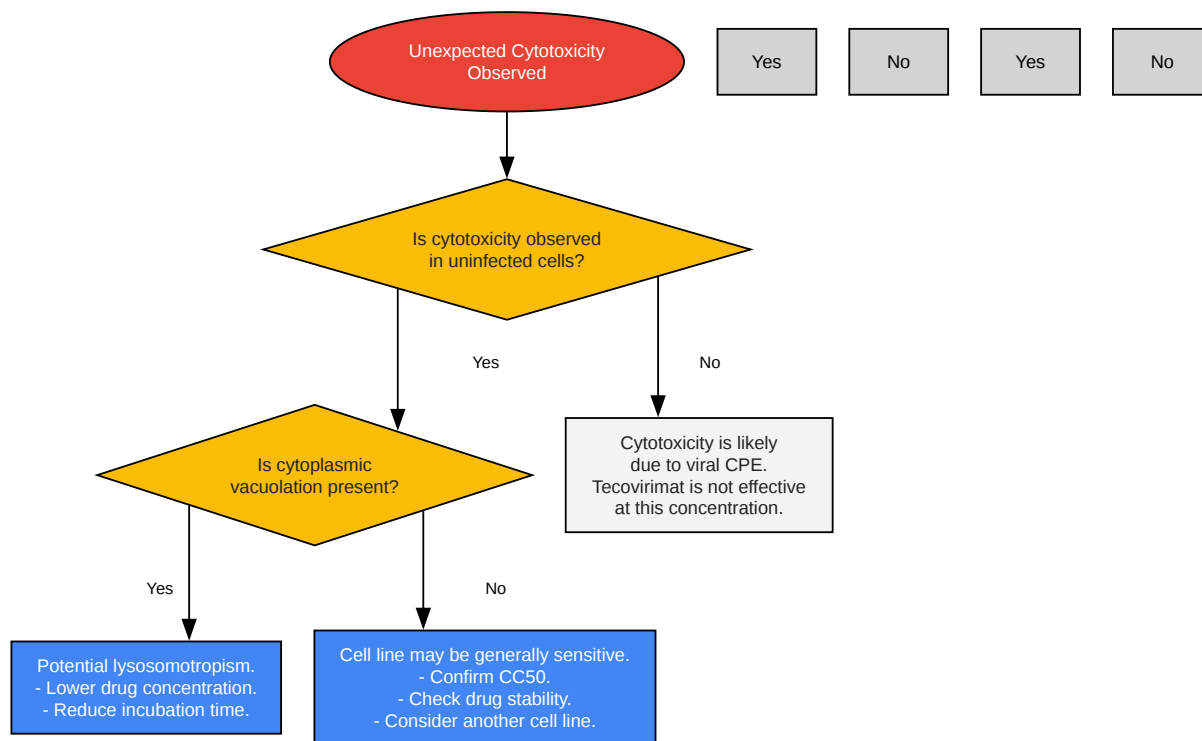 Unexpected Cytotoxicity
Observed
Yes
No
Yes
No
Is cytotoxicity observed
in uninfected cells?
Yes
No
Cytotoxicity is likely
due to viral CPE.
Tecovirimat is not effective
at this concentration.
Is cytoplasmic
vacuolation present?
Yes
No
Potential lysosomotropism.
- Lower drug concentration.
- Reduce incubation time.
Cell line may be generally sensitive.
- Confirm CC50.
- Check drug stability.
- Consider another cell line.